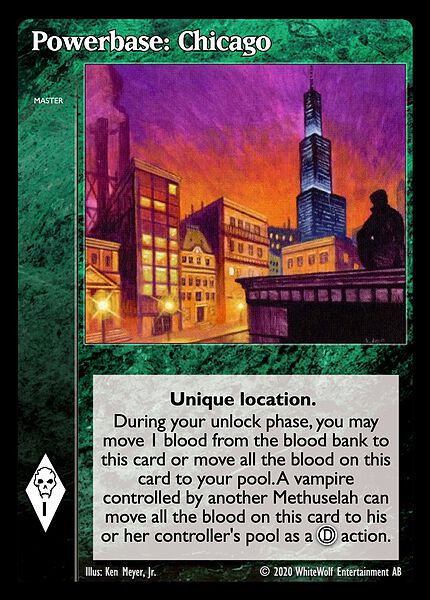 Powerbase: Chicago
MASTER
Unique location.
During your unlock phase, you may
move 1 blood from the blood bank to
this card or move all the blood on this
card to your pool. A vampire
controlled by another Methuselah can
move all the blood on this card to his
or her controller's pool as a Ⓓ action.
1
Illus: Ken Meyer, Jr.
© 2020 WhiteWolf Entertainment AB